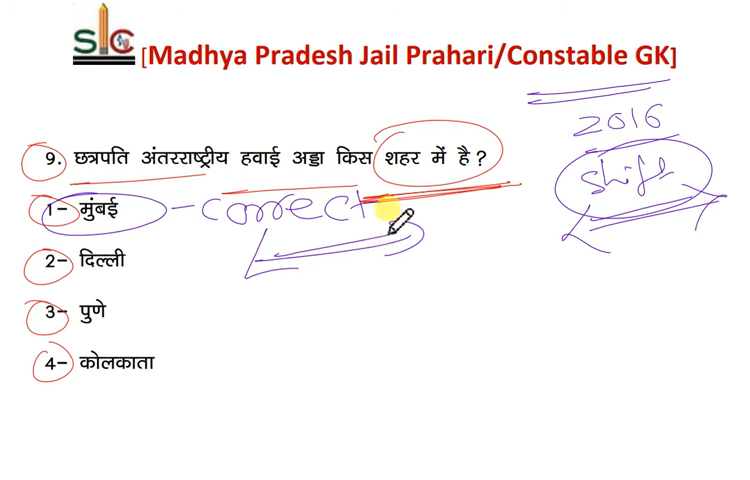 SIC
[Madhya Pradesh Jail Prahari/Constable GK]
2016
Shift
9. छत्रपति अंतरराष्ट्रीय हवाई अड्डा किस शहर में है ?
1- मुंबई - correct
2- दिल्ली
3- पुणे
4- कोलकाता